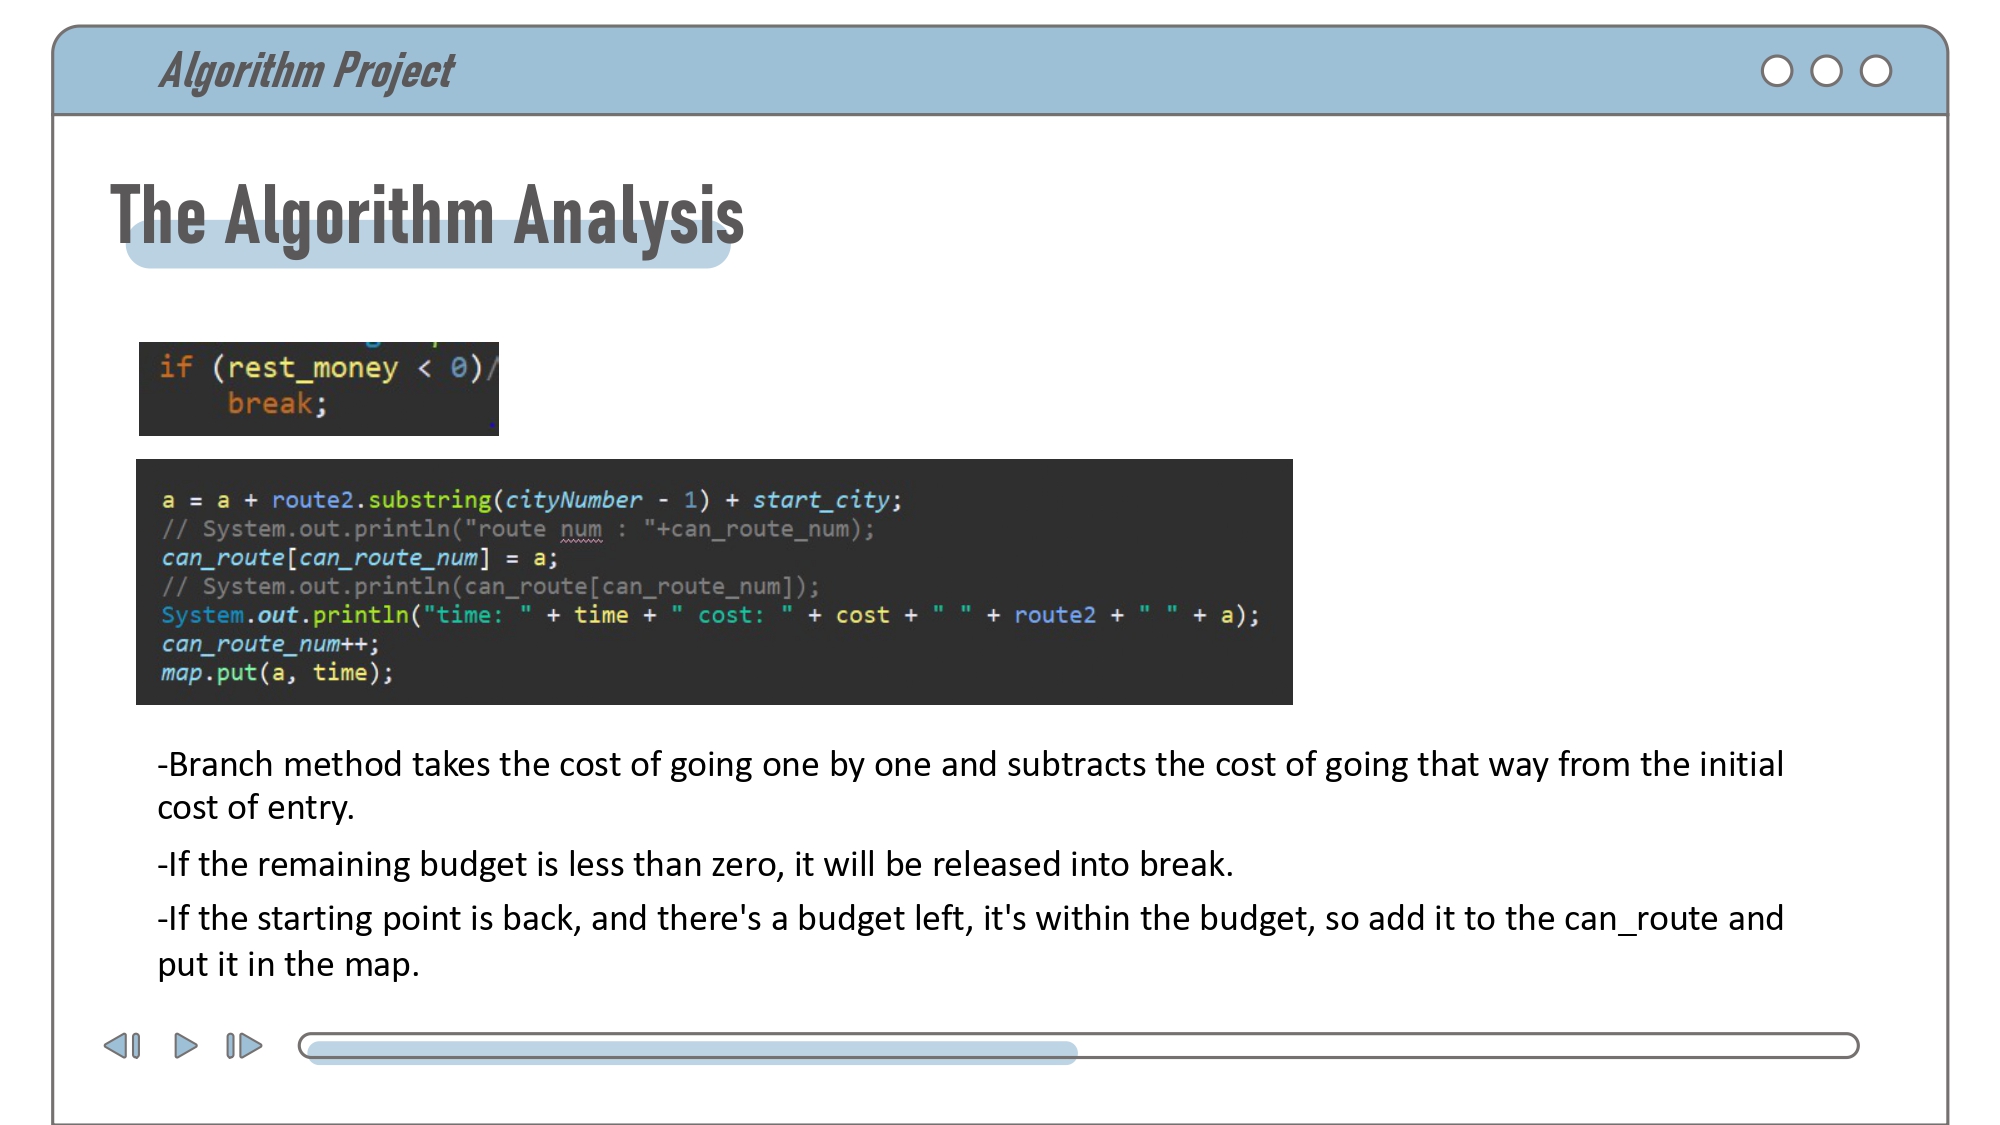 Algorithm Project
The Algorithm Analysis
if (rest_money < 0)/
break;
a = a + route2.substring(cityNumber - 1) + start_city;
// System.out.println("route num : "+can_route_num);
can_route[can_route_num] = a;
// System.out.println(can_route[can_route_num]);
System.out.println("time: " + time + " cost: " + cost + " " + route2 + " " + a);
can_route_num++;
map.put(a, time);
-Branch method takes the cost of going one by one and subtracts the cost of going that way from the initial
cost of entry.
-If the remaining budget is less than zero, it will be released into break.
-If the starting point is back, and there's a budget left, it's within the budget, so add it to the can_route and
put it in the map.